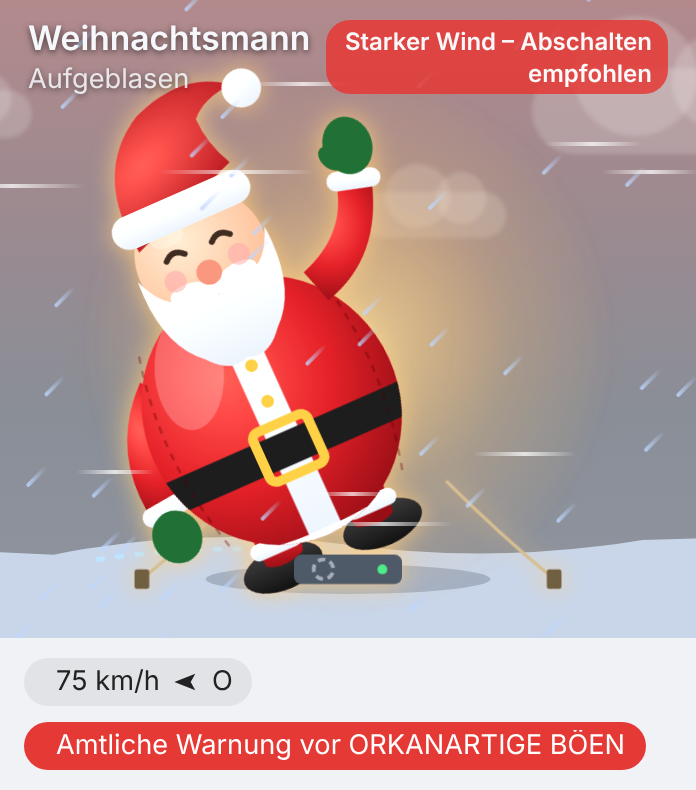 Weihnachtsmann
Aufgeblasen
Starker Wind – Abschalten
empfohlen
75 km/h ➤ O
Amtliche Warnung vor ORKANARTIGE BÖEN